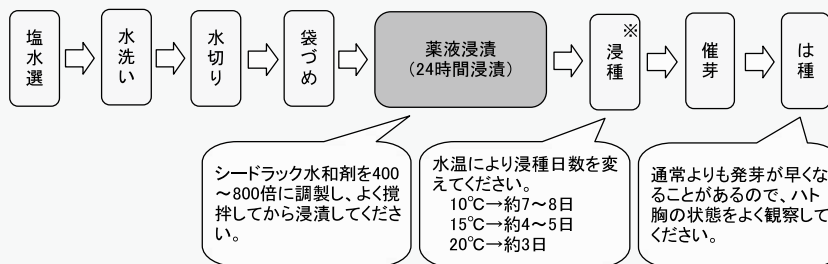 塩水選
水洗い
水切り
袋づめ
薬液浸漬
（24時間浸漬）
※
浸種
催芽
は種
シードラック水和剤を400
～800倍に調製し、よく撹
拌してから浸漬してくださ
い。
水温により浸種日数を変
えてください。
10℃→約7～8日
15℃→約4～5日
20℃→約3日
通常よりも発芽が早くな
ることがあるので、ハト
胸の状態をよく観察して
ください。